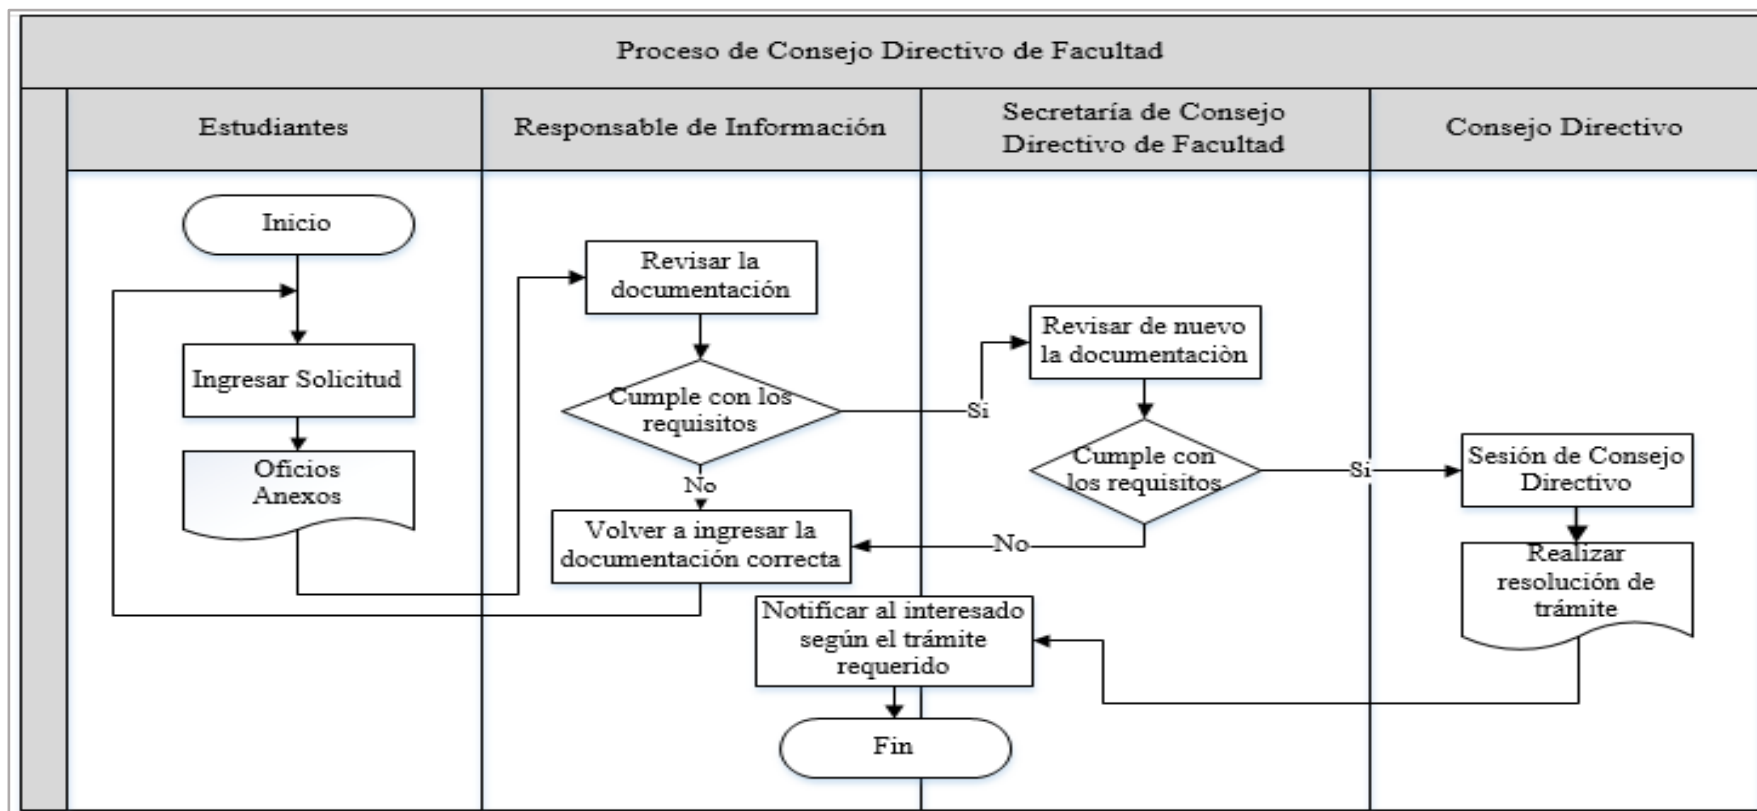 Proceso de Consejo Directivo de Facultad
Estudiantes
Responsable de Información
Secretaría de Consejo
Directivo de Facultad
Consejo Directivo
Inicio
Ingresar Solicitud
Oficios
Anexos
Revisar la
documentación
Cumple con los
requisitos
Si
No
Volver a ingresar la
documentación correcta
Revisar de nuevo
la documentaciòn
Cumple con
los requisitos
Si
No
Sesión de Consejo
Directivo
Realizar
resolución de
trámite
Notificar al interesado
según el trámite
requerido
Fin